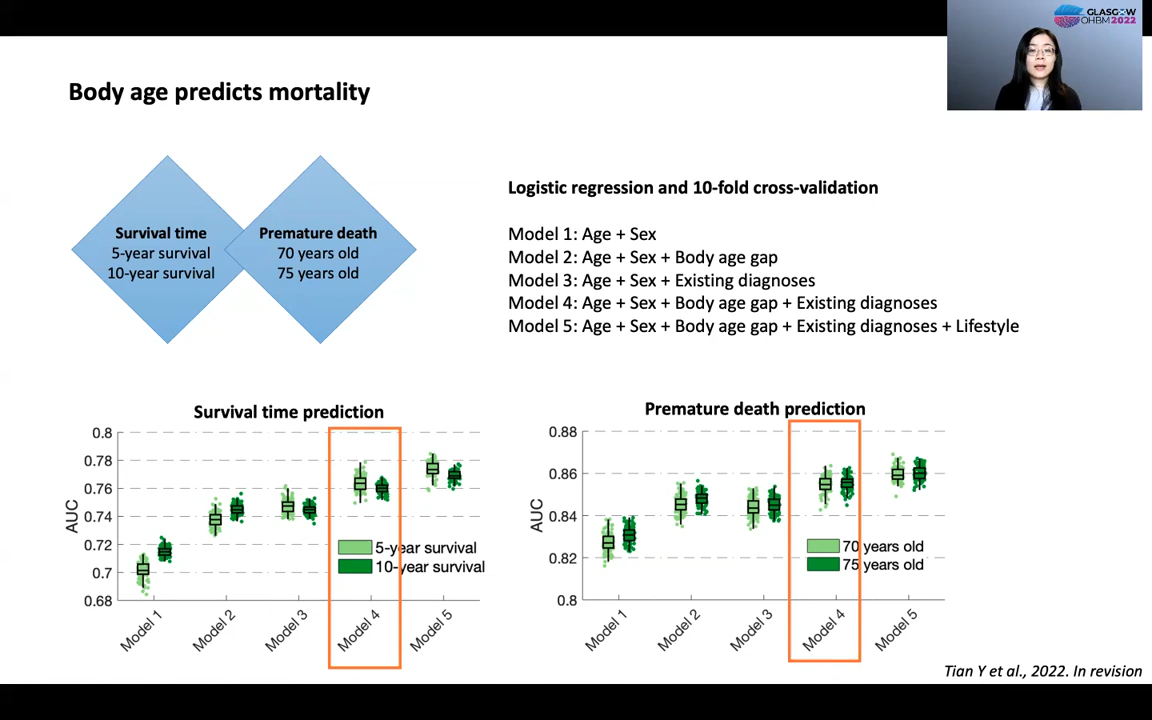 GLASGOW
OHBM 2022
Body age predicts mortality
Survival time
5-year survival
10-year survival
Premature death
70 years old
75 years old
Logistic regression and 10-fold cross-validation
Model 1: Age + Sex
Model 2: Age + Sex + Body age gap
Model 3: Age + Sex + Existing diagnoses
Model 4: Age + Sex + Body age gap + Existing diagnoses
Model 5: Age + Sex + Body age gap + Existing diagnoses + Lifestyle
Survival time prediction
0.8
0.78
0.76
0.74
0.72
0.7
0.68
AUC
5-year survival
10-year survival
Model 1
Model 2
Model 3
Model 4
Model 5
Premature death prediction
0.88
0.86
0.84
0.82
0.8
AUC
70 years old
75 years old
Model 1
Model 2
Model 3
Model 4
Model 5
Tian Y et al., 2022. In revision